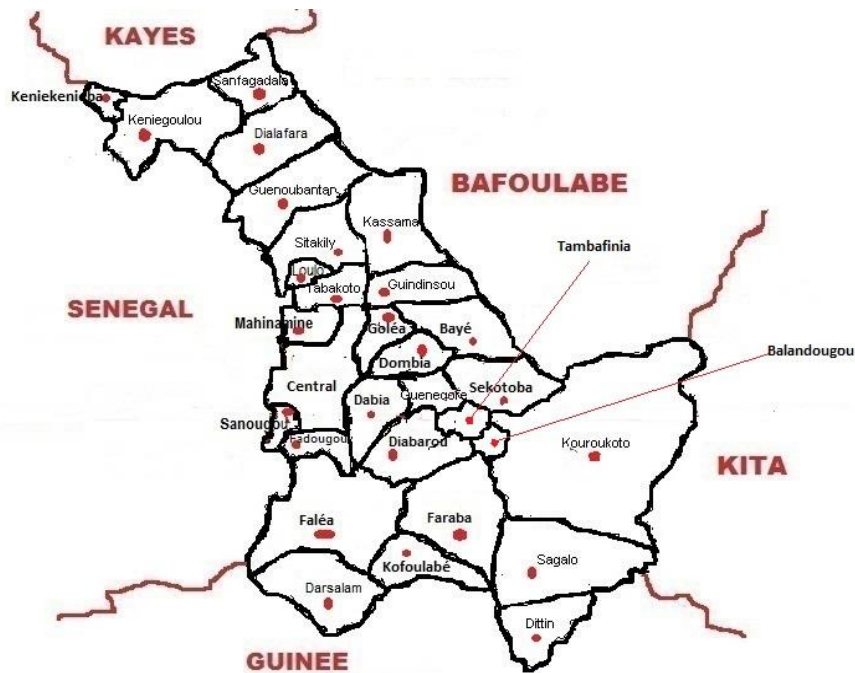 KAYES
Keniekenieba
Sanfagadala
Keniegoulou
Dialafara
BAFOULABE
Guenoubantan
Kassama
Sitakily
Tambafinia
Loulo
Tabakoto
Guindinsou
SENEGAL
Mahinamine
Goléa
Bayé
Dombia
Balandougou
Central
Guenegore
Sekotoba
Dabia
Sanougou
Fadougou
Diabarou
Kouroukoto
KITA
Faléa
Faraba
Kofoulabé
Sagalo
Darsalam
Dittin
GUINEE